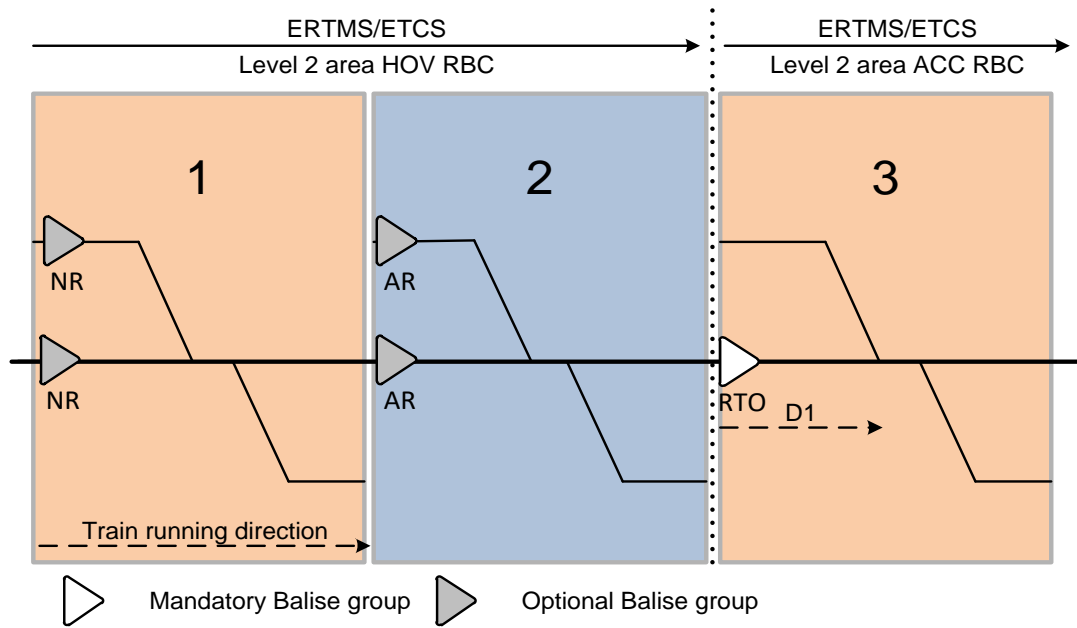 ERTMS/ETCS
Level 2 area HOV RBC
ERTMS/ETCS
Level 2 area ACC RBC
1
2
3
NR
AR
NR
AR
RTO
D1
Train running direction
Mandatory Balise group
Optional Balise group